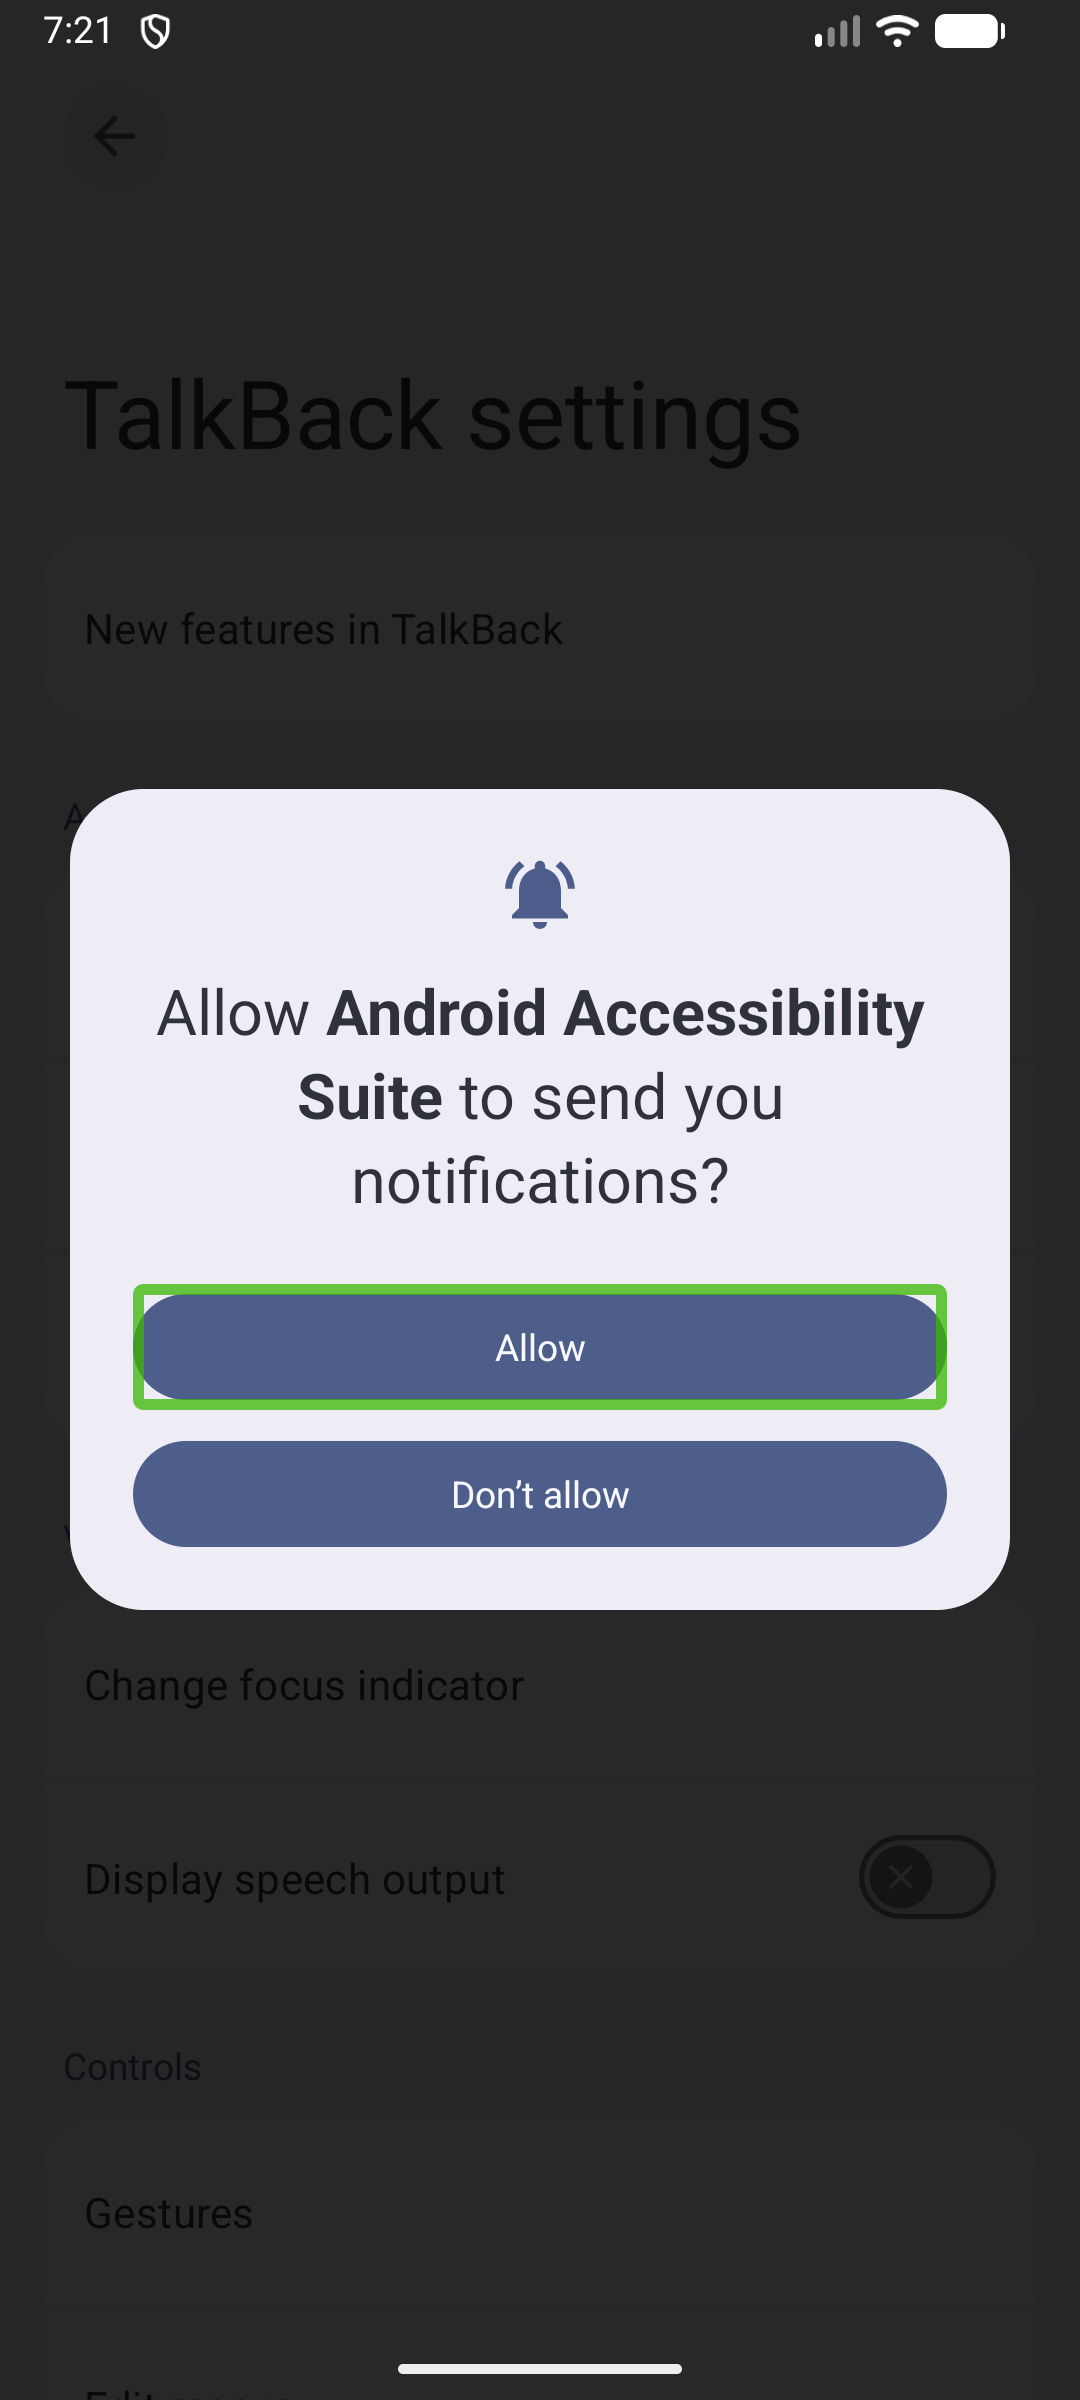 7:21
TalkBack settings
New features in TalkBack
Allow Android Accessibility
Suite to send you
notifications?
Allow
Don’t allow
Change focus indicator
Display speech output
Controls
Gestures